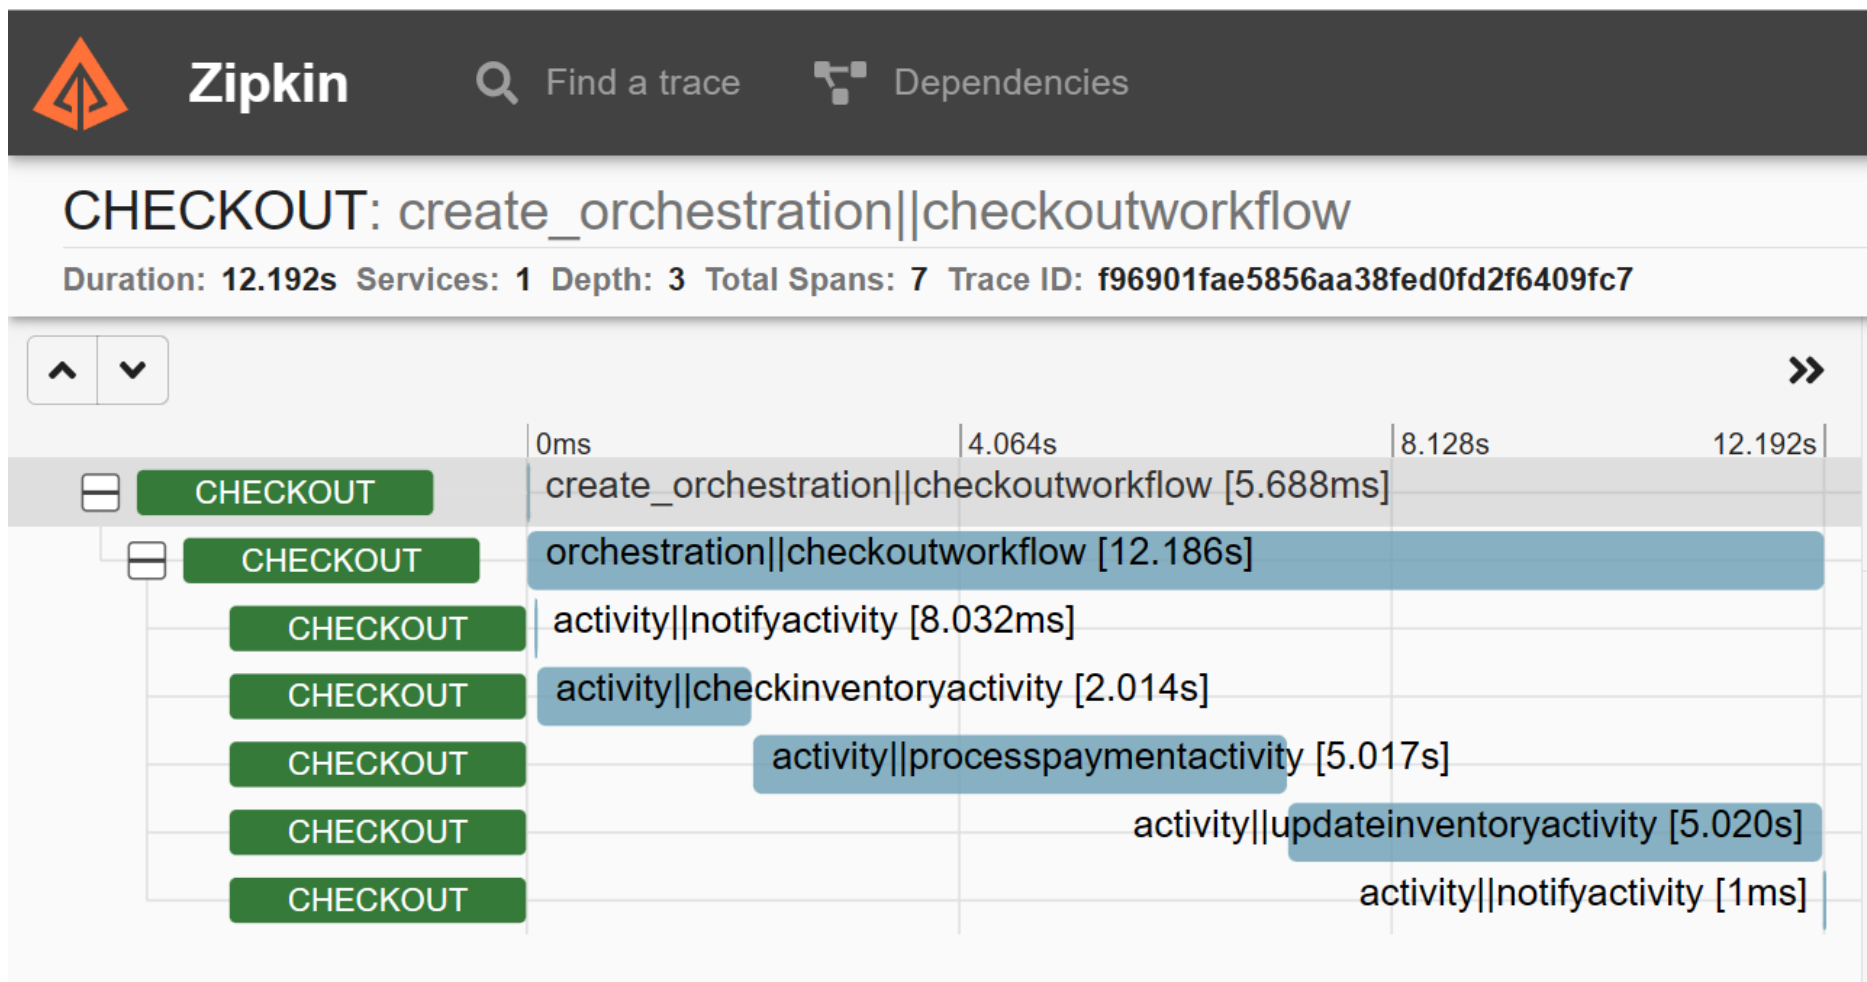 Zipkin Find a trace Dependencies
CHECKOUT: create_orchestration||checkoutworkflow
Duration: 12.192s Services: 1 Depth: 3 Total Spans: 7 Trace ID: f96901fae5856aa38fed0fd2f6409fc7
0ms 4.064s 8.128s 12.192s
CHECKOUT create_orchestration||checkoutworkflow [5.688ms]
CHECKOUT orchestration||checkoutworkflow [12.186s]
CHECKOUT activity||notifyactivity [8.032ms]
CHECKOUT activity||checkinventoryactivity [2.014s]
CHECKOUT activity||processpaymentactivity [5.017s]
CHECKOUT activity||updateinventoryactivity [5.020s]
CHECKOUT activity||notifyactivity [1ms]